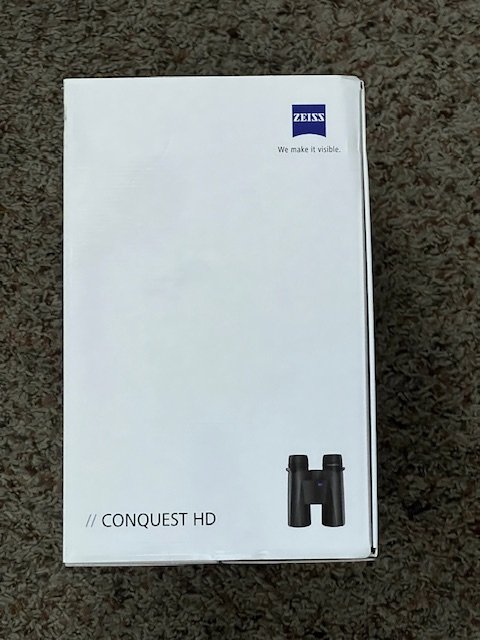 ZEISS
We make it visible.
// CONQUEST HD